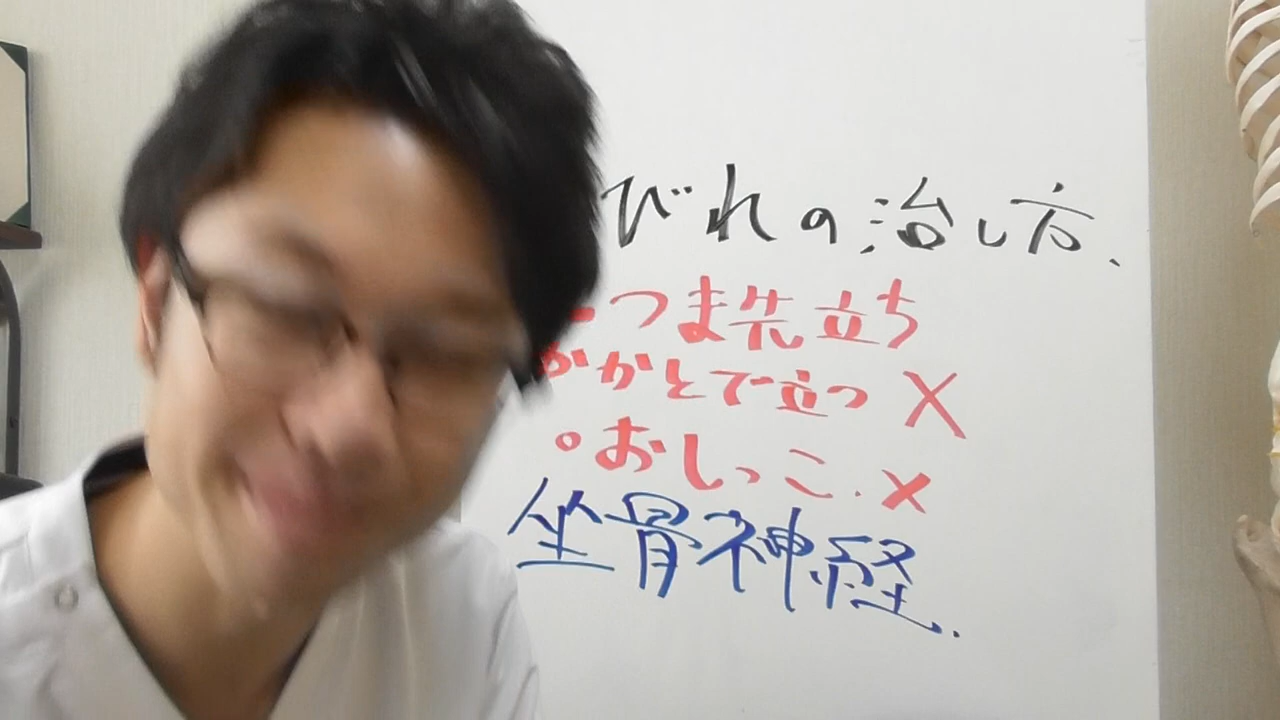 びれの治し方、
つま先立ち
かかとで立つ ×
・おしっこ. ×
坐骨神経.